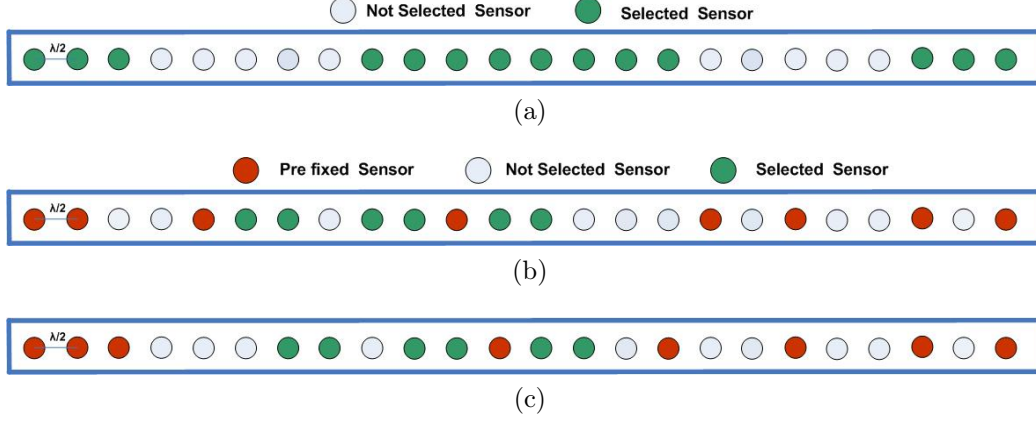 Not Selected Sensor Selected Sensor
λ/2
(a)
Pre fixed Sensor Not Selected Sensor Selected Sensor
λ/2
(b)
λ/2
(c)